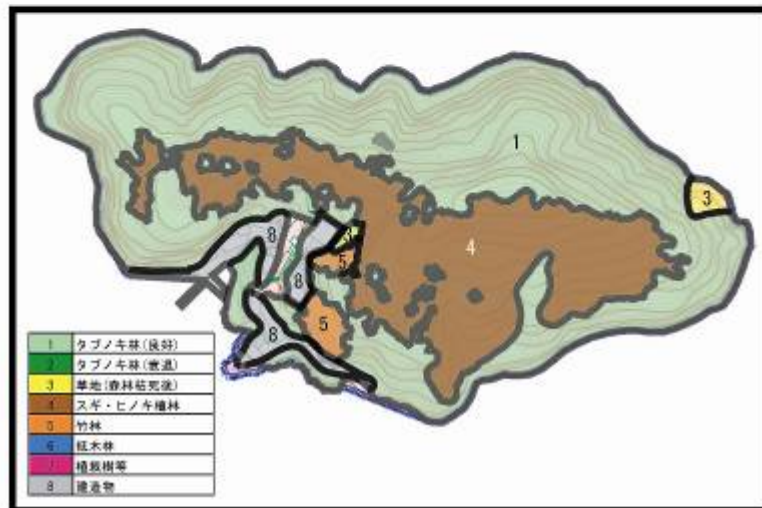 1
3
4
8
3
5
8
5
8
1 タブノキ林(良好)
2 タブノキ林(衰退)
3 草地(森林枯死後)
4 スギ・ヒノキ植林
5 竹林
6 低木林
7 植栽樹等
8 建造物